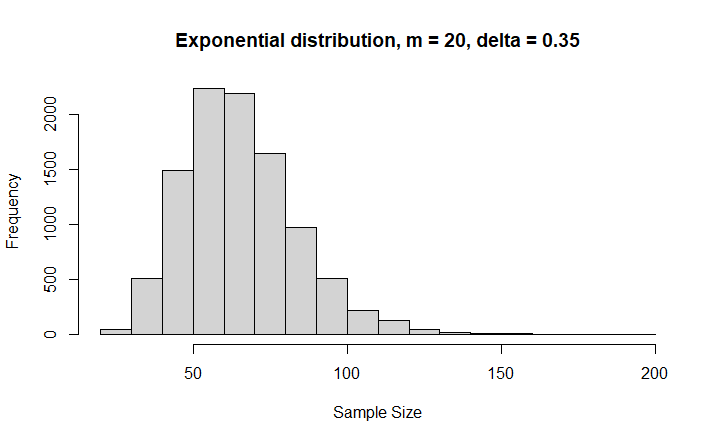 Exponential distribution, m = 20, delta = 0.35
Frequency
2000
1500
1000
500
0
50 100 150 200
Sample Size